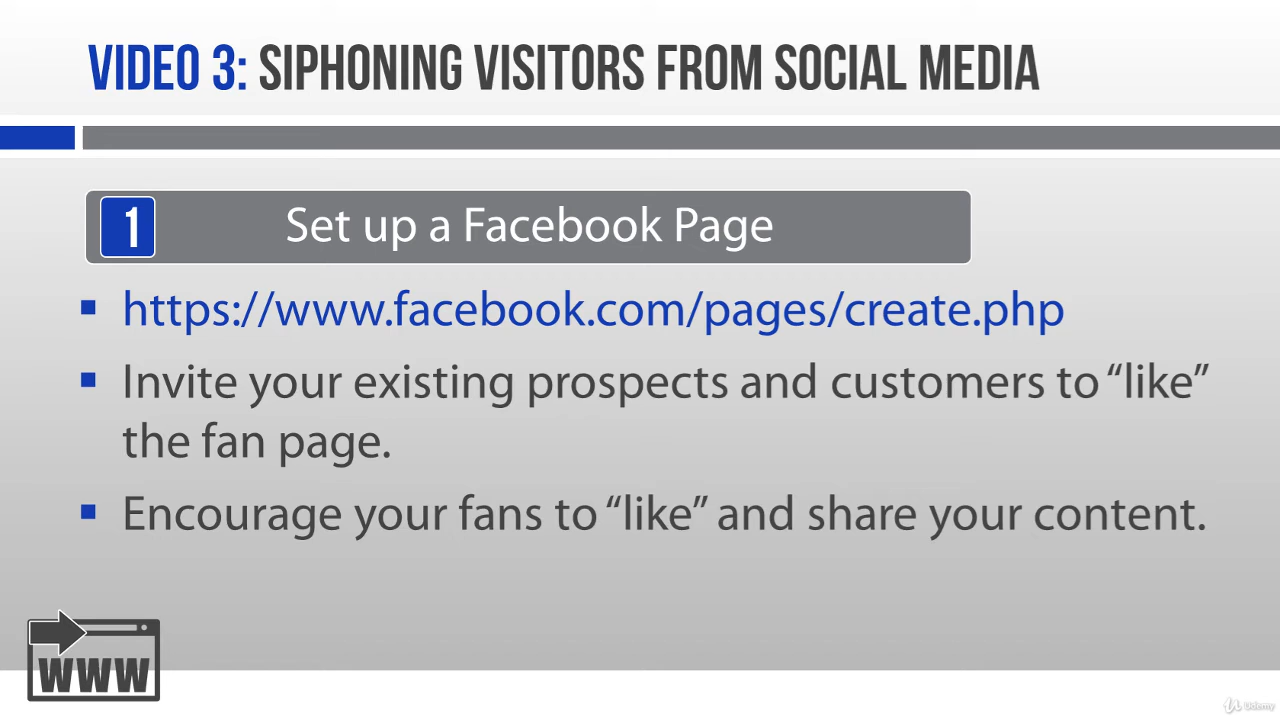 VIDEO 3: SIPHONING VISITORS FROM SOCIAL MEDIA
1 Set up a Facebook Page
https://www.facebook.com/pages/create.php
Invite your existing prospects and customers to “like”
the fan page.
Encourage your fans to “like” and share your content.
WWW
Udemy